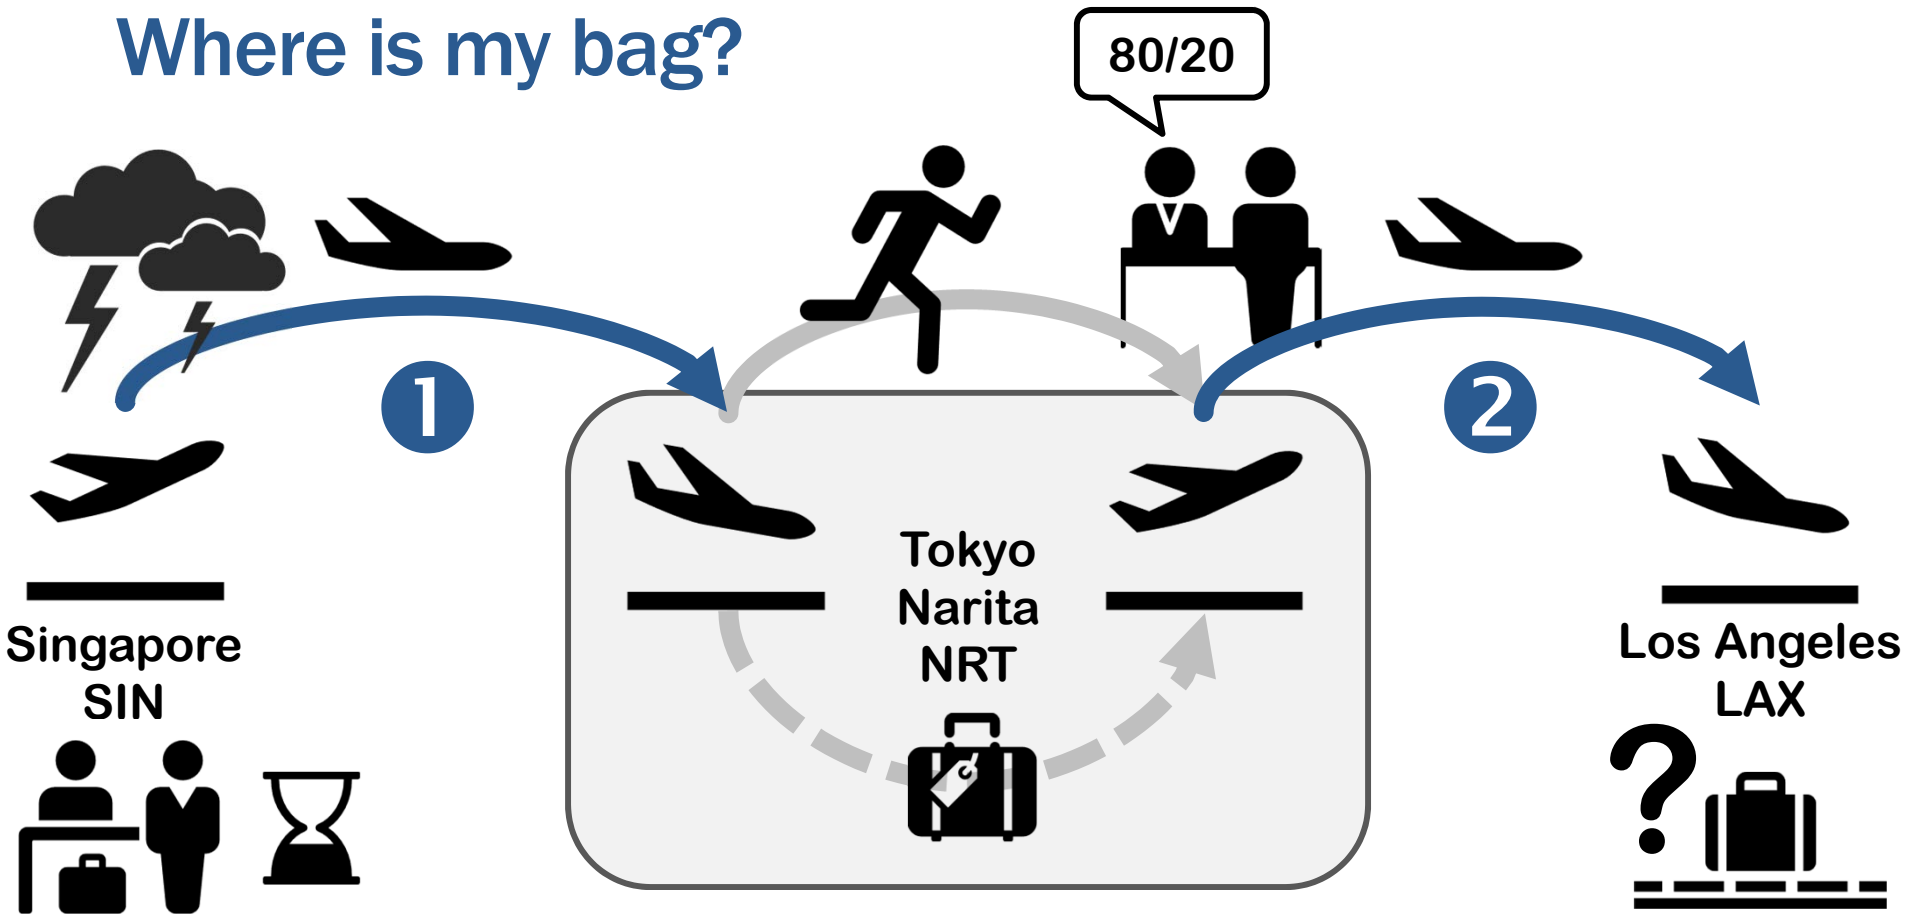 Where is my bag?
80/20
1
2
Tokyo
Narita
NRT
Singapore
SIN
Los Angeles
LAX
?